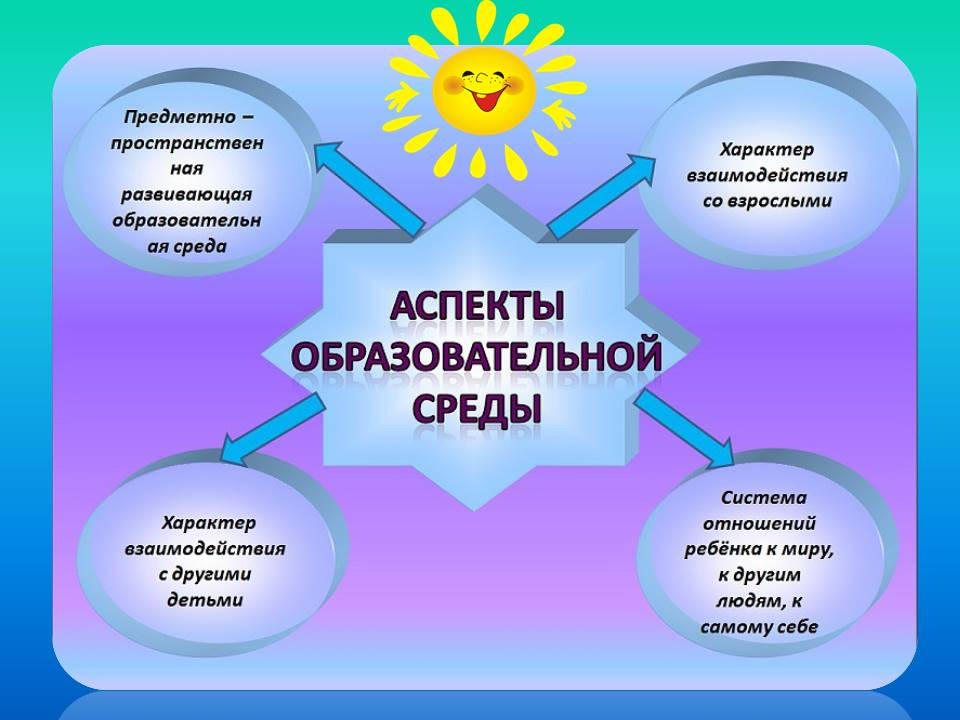 Предметно –
пространствен
ная
развивающая
образовательн
ая среда
Характер
взаимодействия
со взрослыми
АСПЕКТЫ
ОБРАЗОВАТЕЛЬНОЙ
СРЕДЫ
Характер
взаимодействия
с другими
детьми
Система
отношений
ребёнка к миру,
к другим
людям, к
самому себе